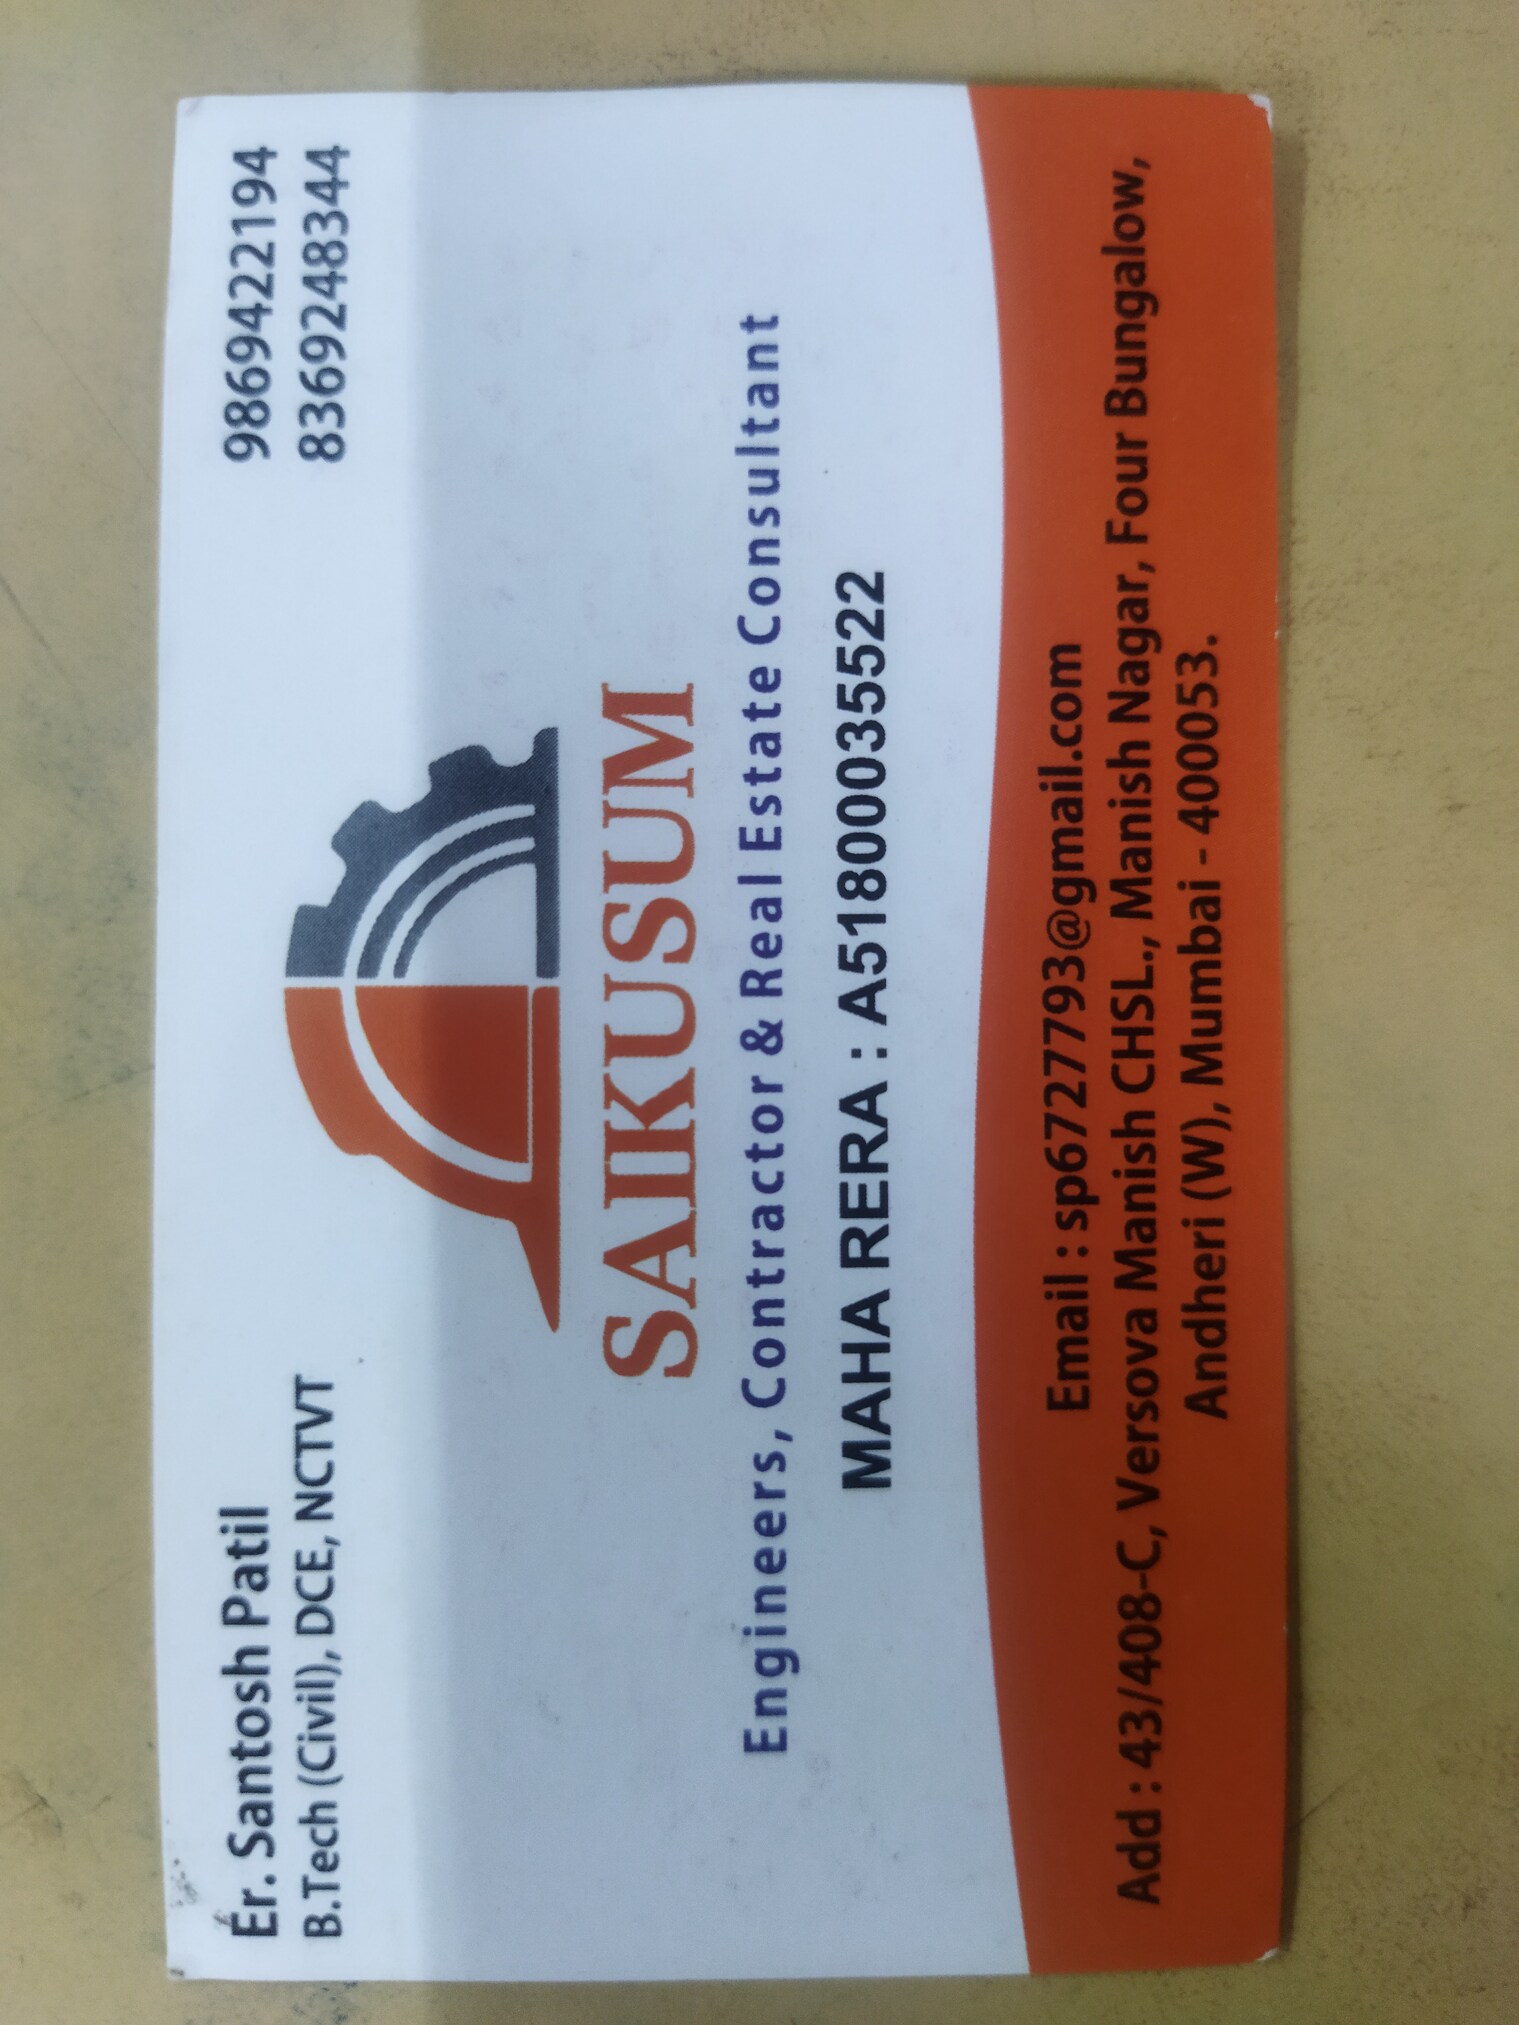 Er. Santosh Patil
B.Tech (Civil), DCE, NCTVT
9869422194
8369248344
SAIKUSUM
Engineers, Contractor & Real Estate Consultant
MAHA RERA : A51800035522
Email : sp6727793@gmail.com
Add : 43/408-C, Versova Manish CHSL., Manish Nagar, Four Bungalow,
Andheri (W), Mumbai - 400053.